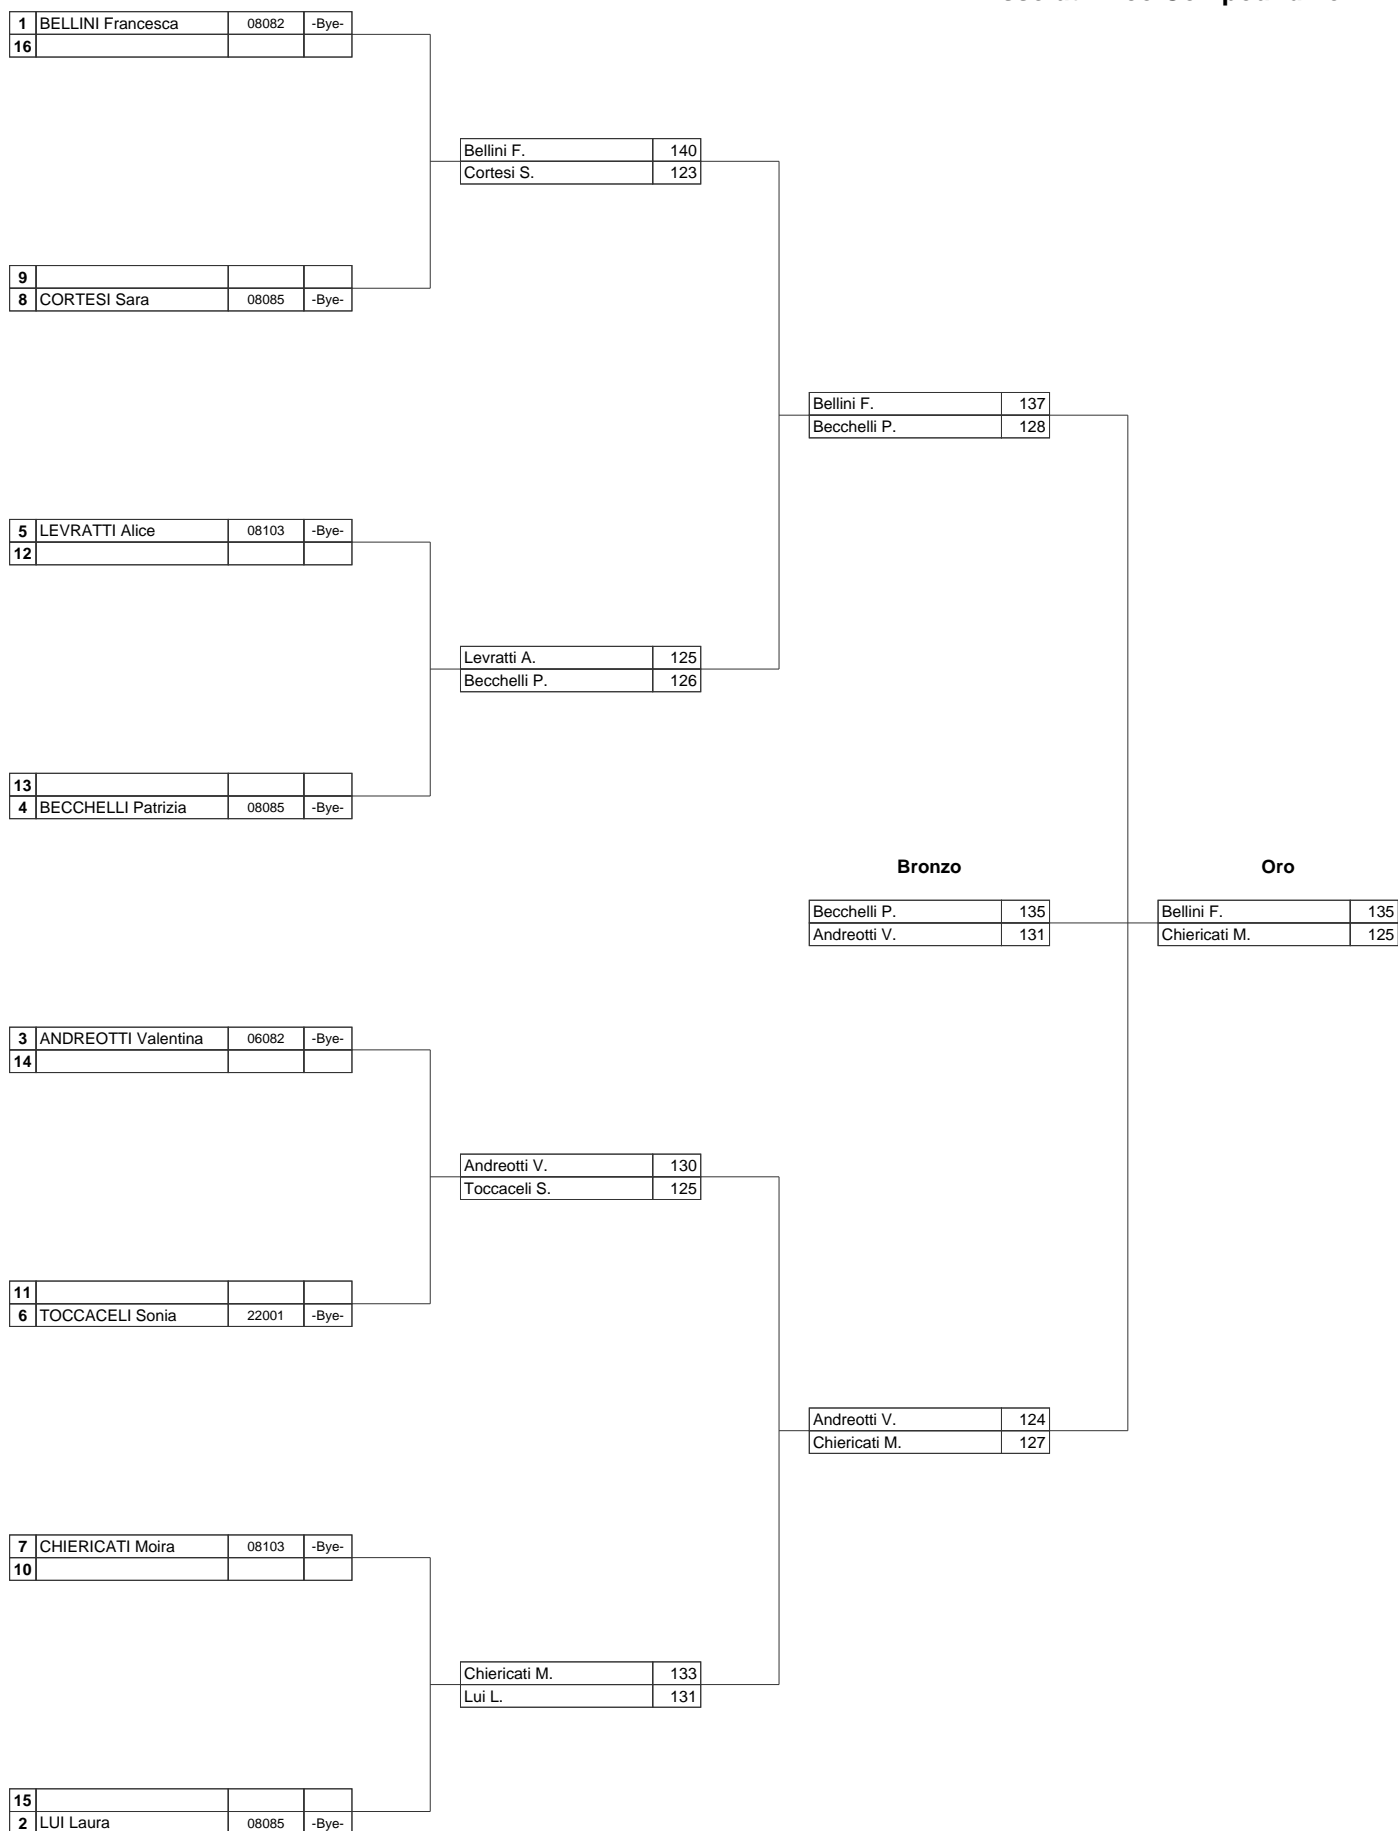 1 BELLINI Francesca 08082 -Bye-
16
Bellini F. 140
Cortesi S. 123
9
8 CORTESI Sara 08085 -Bye-
Bellini F. 137
Becchelli P. 128
5 LEVRATTI Alice 08103 -Bye-
12
Levratti A. 125
Becchelli P. 126
13
4 BECCHELLI Patrizia 08085 -Bye-
Bronzo Oro
Becchelli P. 135 Bellini F. 135
Andreotti V. 131 Chiericati M. 125
3 ANDREOTTI Valentina 06082 -Bye-
14
Andreotti V. 130
Toccaceli S. 125
11
6 TOCCACELI Sonia 22001 -Bye-
Andreotti V. 124
Chiericati M. 127
7 CHIERICATI Moira 08103 -Bye-
10
Chiericati M. 133
Lui L. 131
15
2 LUI Laura 08085 -Bye-